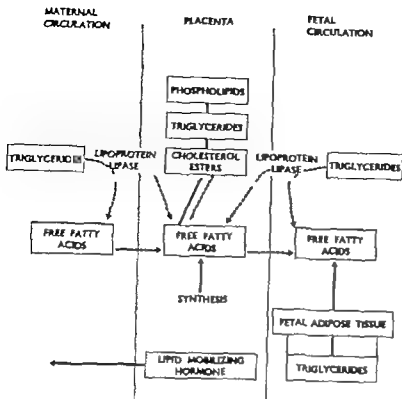 MATERNAL
CIRCULATION
PLACENTA
FETAL
CIRCULATION
PHOSPHOLIPIDS
TRIGLYCERIDES
CHOLESTEROL
ESTERS
LIPOPROTEIN
LIPASE
LIPOPROTEIN
LIPASE
TRIGLYCERIDES
FREE FATTY
ACIDS
FREE FATTY
ACIDS
FREE FATTY
ACIDS
SYNTHESIS
FETAL ADIPOSE TISSUE
LIPID MOBILIZING
HORMONE
TRIGLYCERIDES